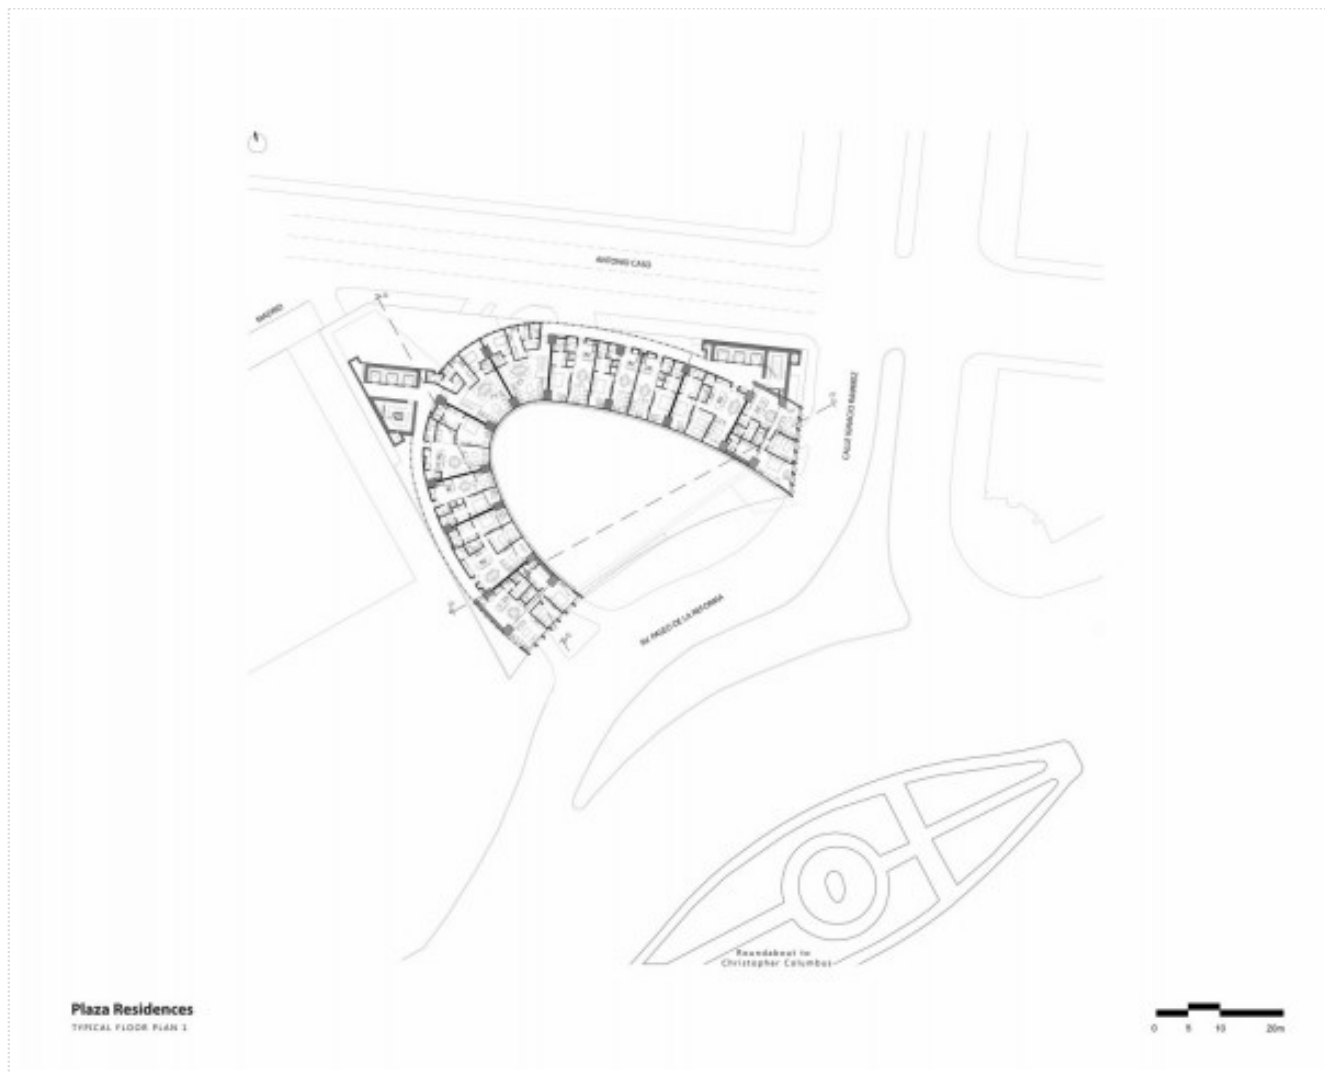 ANTONIO CASO
MADRID
CALLE IGNACIO RAMIREZ
AV. PASEO DE LA REFORMA
Roundabout to
Christopher Columbus
Plaza Residences
TYPICAL FLOOR PLAN 1
0 5 10 20m